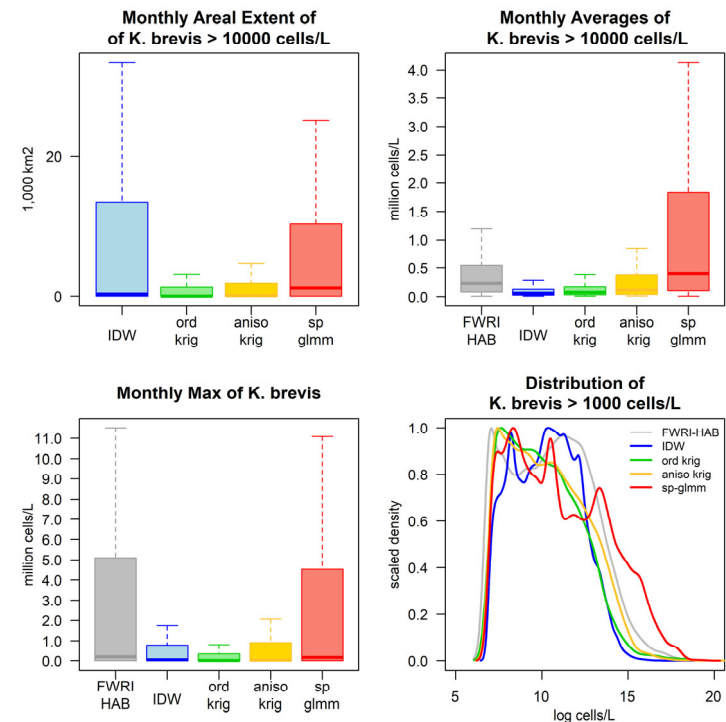 Monthly Areal Extent of
of K. brevis > 10000 cells/L
1,000 km2
20
0
IDW
ord
krig
aniso
krig
sp
glmm
Monthly Averages of
K. brevis > 10000 cells/L
million cells/L
4.0
3.5
3.0
2.5
2.0
1.5
1.0
0.5
0.0
FWRI
HAB
IDW
ord
krig
aniso
krig
sp
glmm
Monthly Max of K. brevis
million cells/L
11.0
10.0
9.0
8.0
7.0
6.0
5.0
4.0
3.0
2.0
1.0
0.0
FWRI
HAB
IDW
ord
krig
aniso
krig
sp
glmm
Distribution of
K. brevis > 1000 cells/L
scaled density
1.0
0.8
0.6
0.4
0.2
0.0
FWRI-HAB
IDW
ord krig
aniso krig
sp-glmm
5
10
15
20
log cells/L